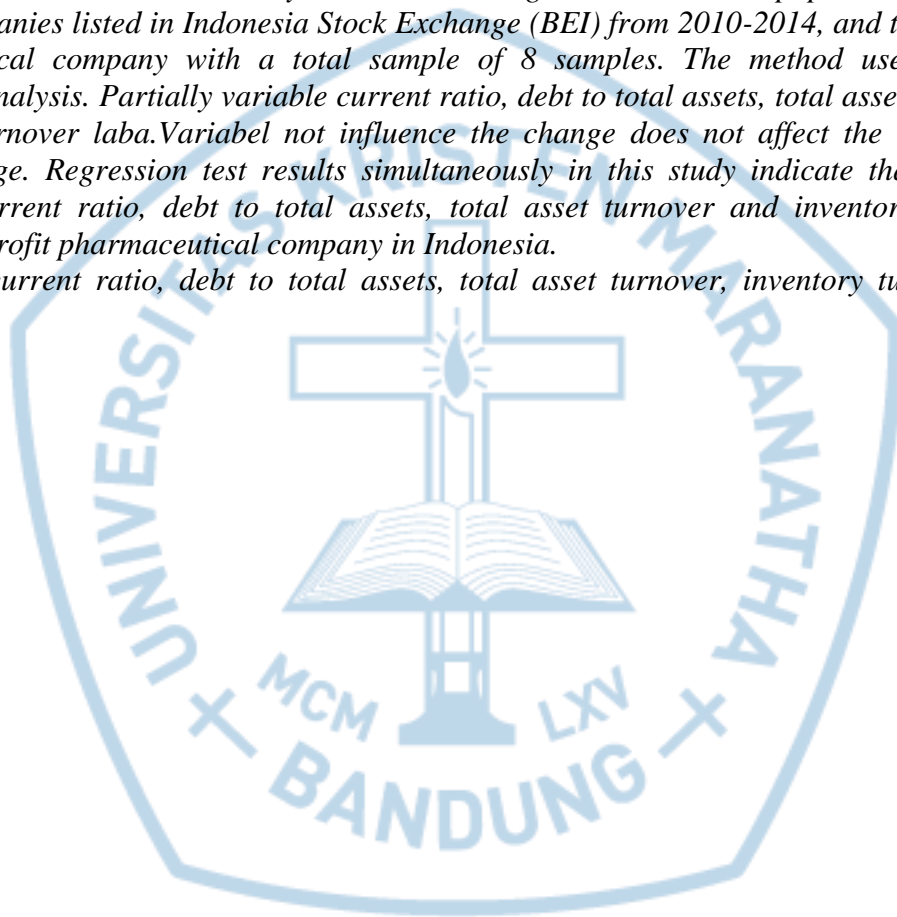 anies listed in Indonesia Stock Exchange (BEI) from 2010-2014, and t
ical company with a total sample of 8 samples. The method use
nalysis. Partially variable current ratio, debt to total assets, total asse
rnover laba.Variabel not influence the change does not affect the
ge. Regression test results simultaneously in this study indicate the
rrent ratio, debt to total assets, total asset turnover and inventor
rofit pharmaceutical company in Indonesia.
urrent ratio, debt to total assets, total asset turnover, inventory tu
UNIVERSITAS KRISTEN MARANATHA
MCM LXV
BANDUNG